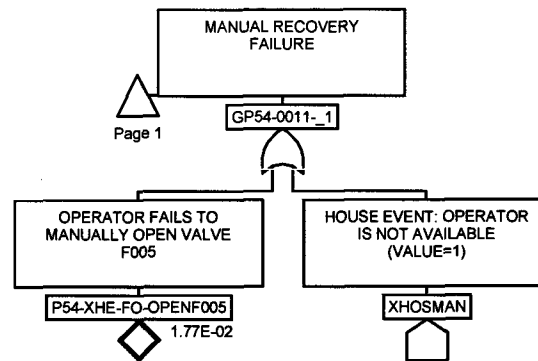 MANUAL RECOVERY
FAILURE
Page 1
GP54-0011-_1
OPERATOR FAILS TO
MANUALLY OPEN VALVE
F005
P54-XHE-FO-OPENF005
1.77E-02
HOUSE EVENT: OPERATOR
IS NOT AVAILABLE
(VALUE=1)
XHOSMAN